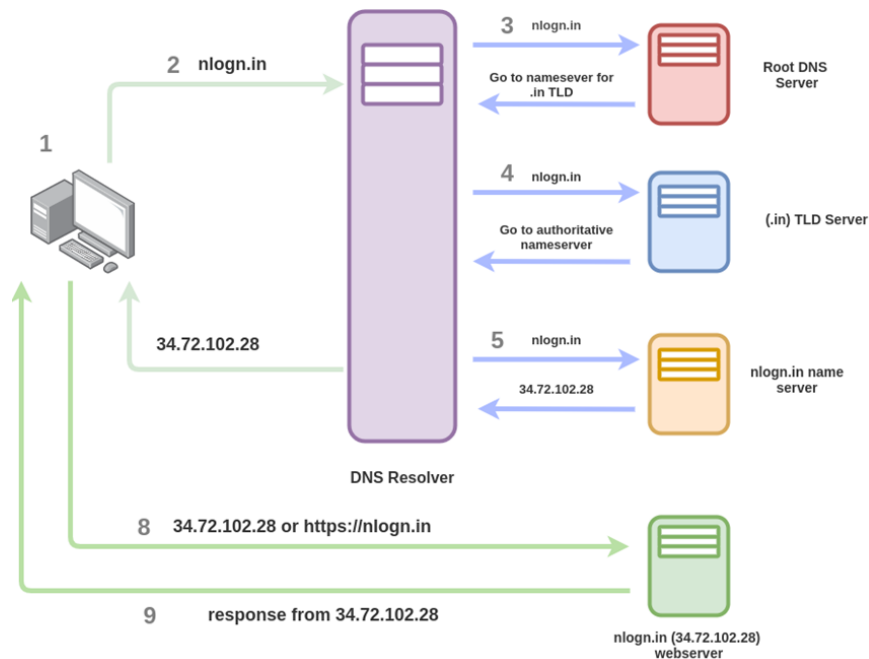 3 nlogn.in
2 nlogn.in
Go to namesever for
.in TLD
Root DNS
Server
1
4 nlogn.in
(.in) TLD Server
Go to authoritative
nameserver
34.72.102.28
5 nlogn.in
34.72.102.28
nlogn.in name
server
DNS Resolver
8 34.72.102.28 or https://nlogn.in
9 response from 34.72.102.28
nlogn.in (34.72.102.28)
webserver